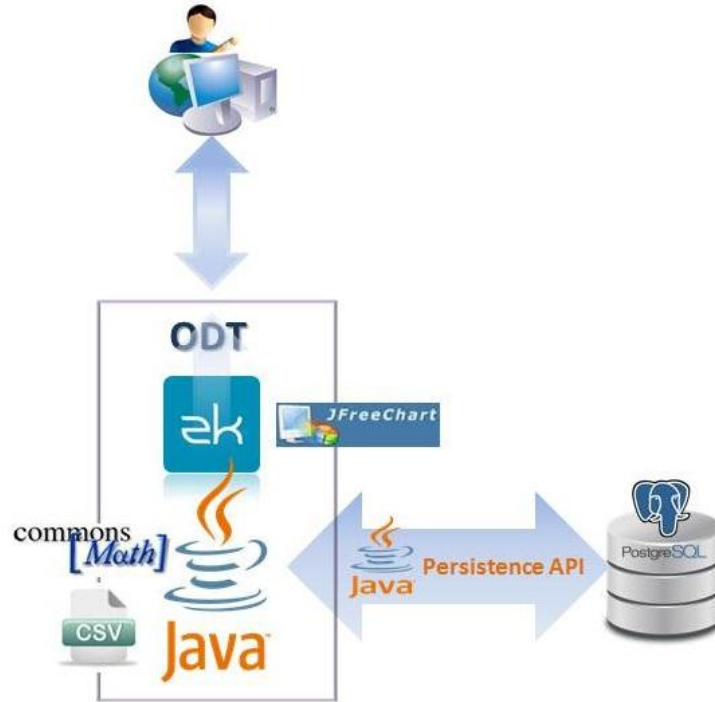 ODT
zk
JFreeChart
commons
[Math]
CSV
Java
Java
Persistence API
PostgreSQL